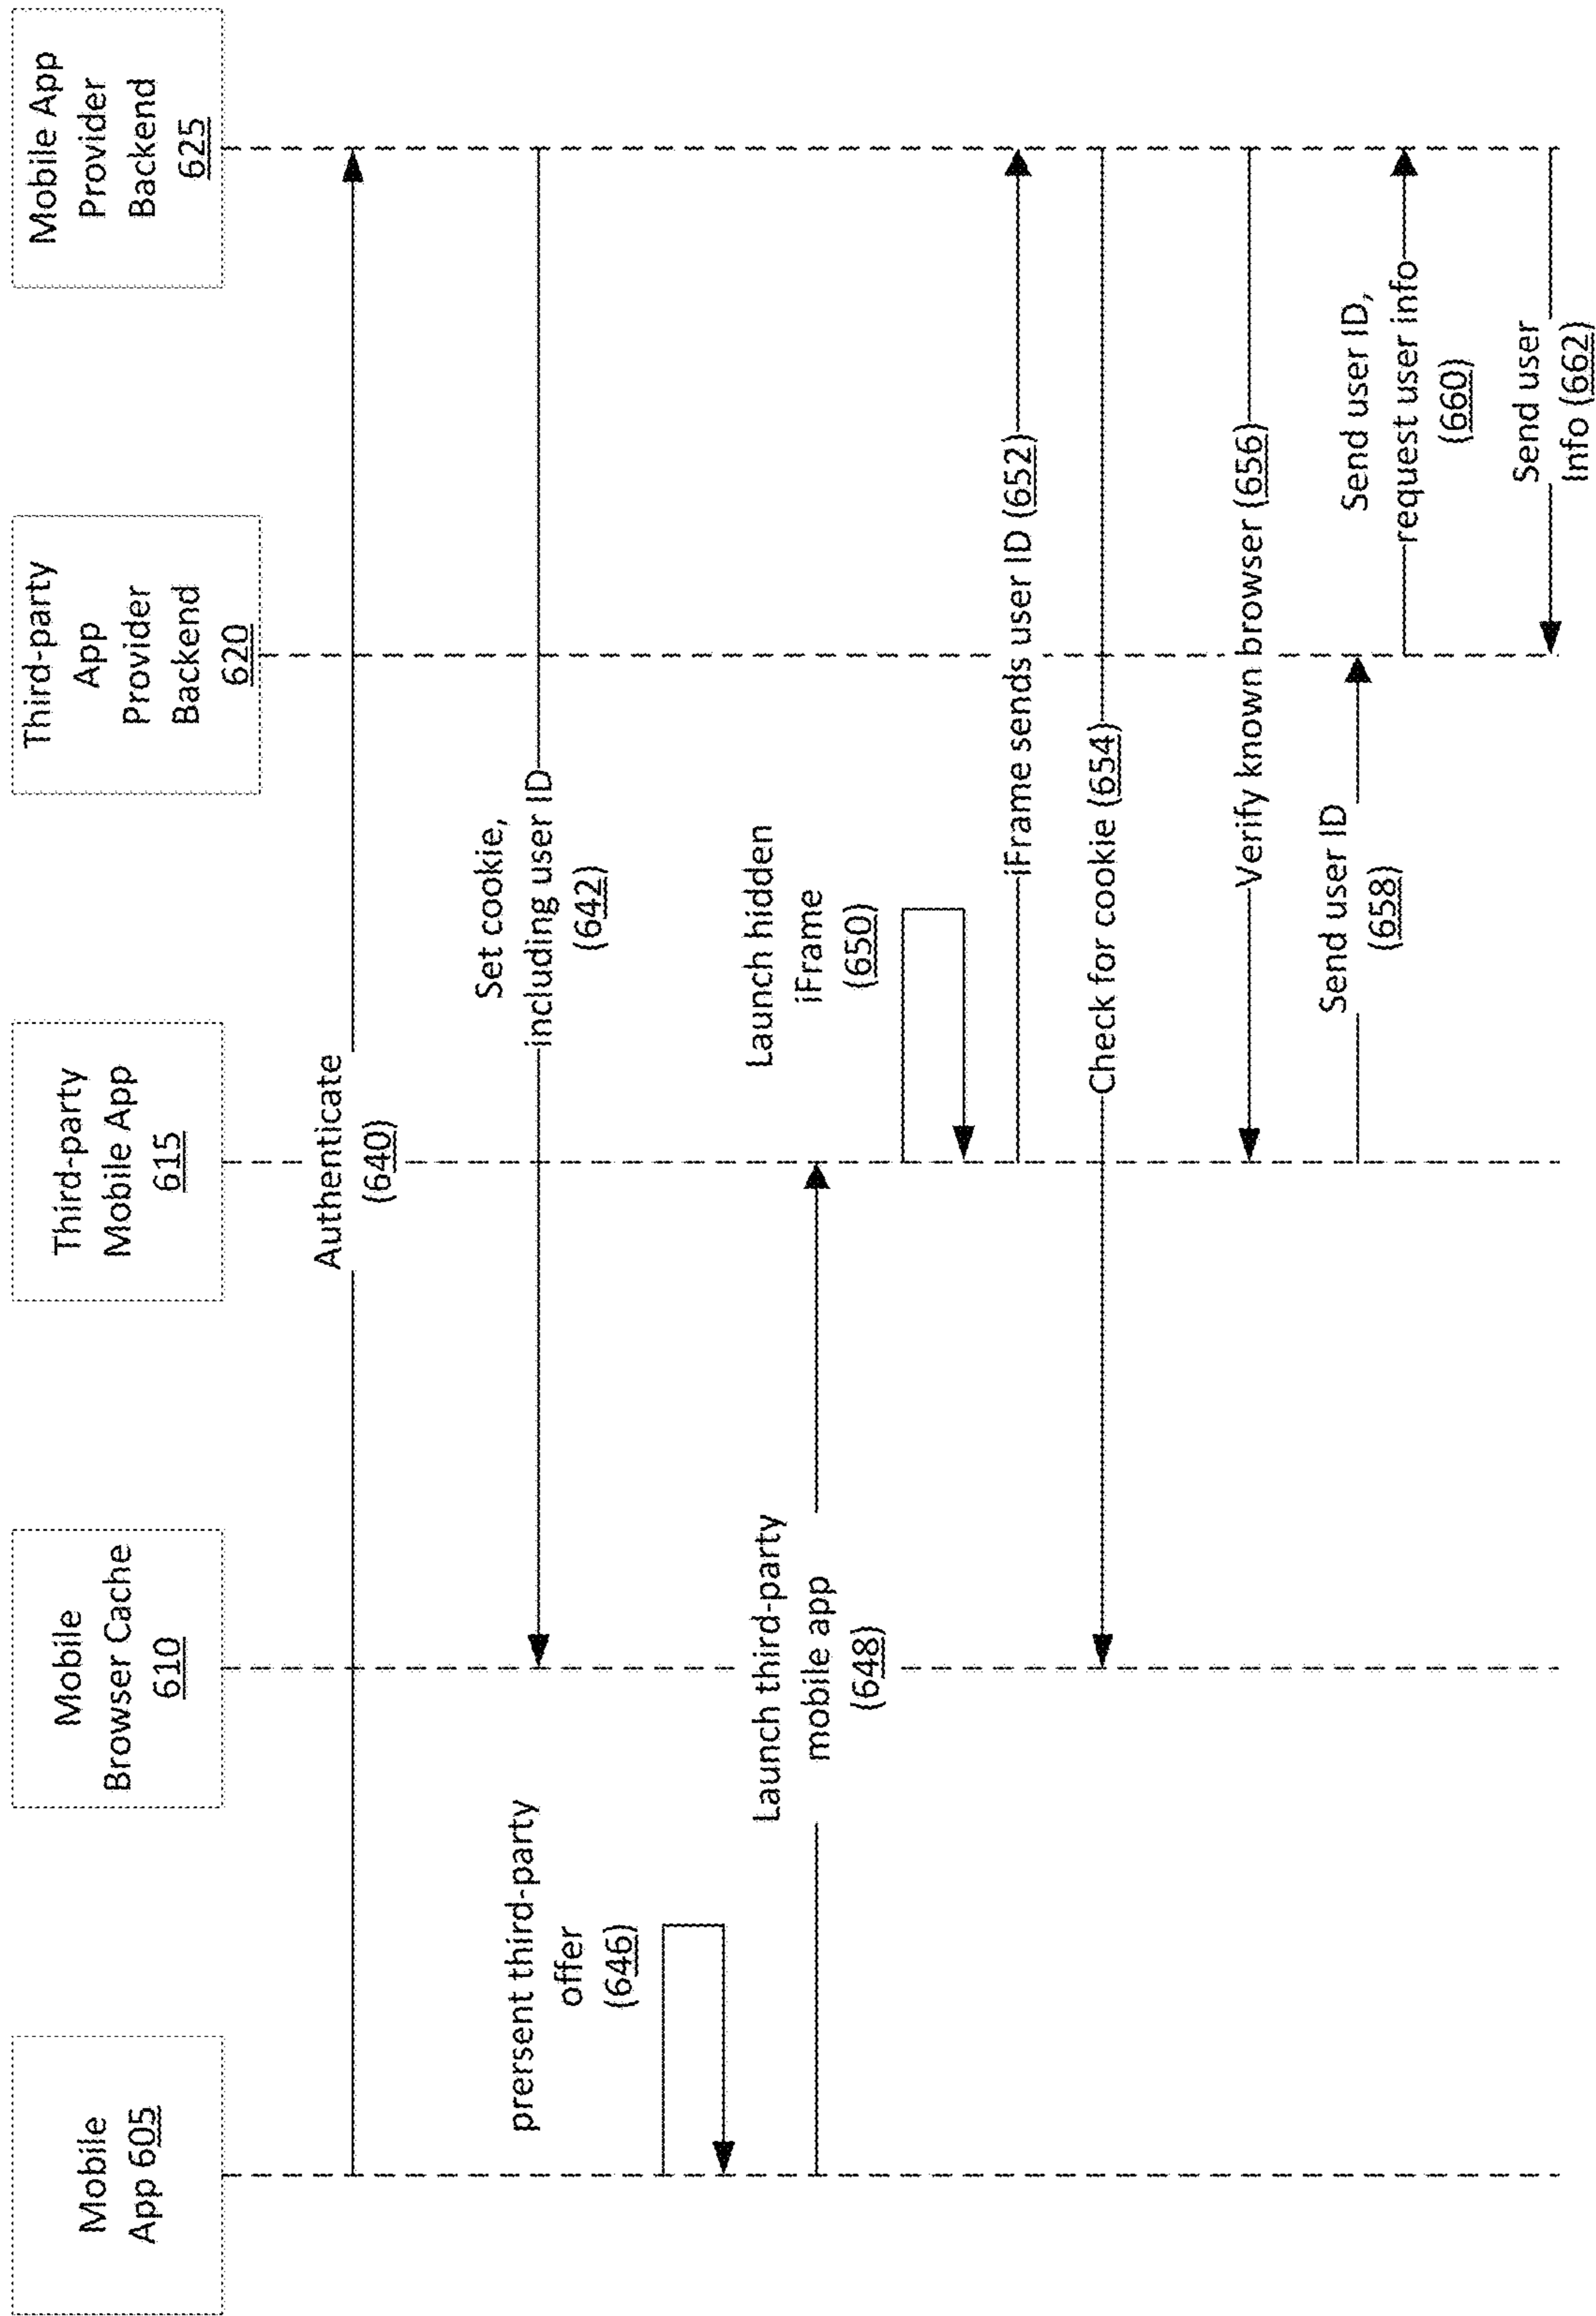 Mobile
App 605
Mobile
Browser Cache
610
Third-party
Mobile App
615
Third-party
App
Provider
Backend
620
Mobile App
Provider
Backend
625
Authenticate
(640)
Set cookie,
including user ID
(642)
prersent third-party
offer
(646)
Launch third-party
mobile app
(648)
Launch hidden
iFrame
(650)
iFrame sends user ID (652)
Check for cookie (654)
Verify known browser (656)
Send user ID
(658)
Send user ID,
request user info
(660)
Send user
Info (662)